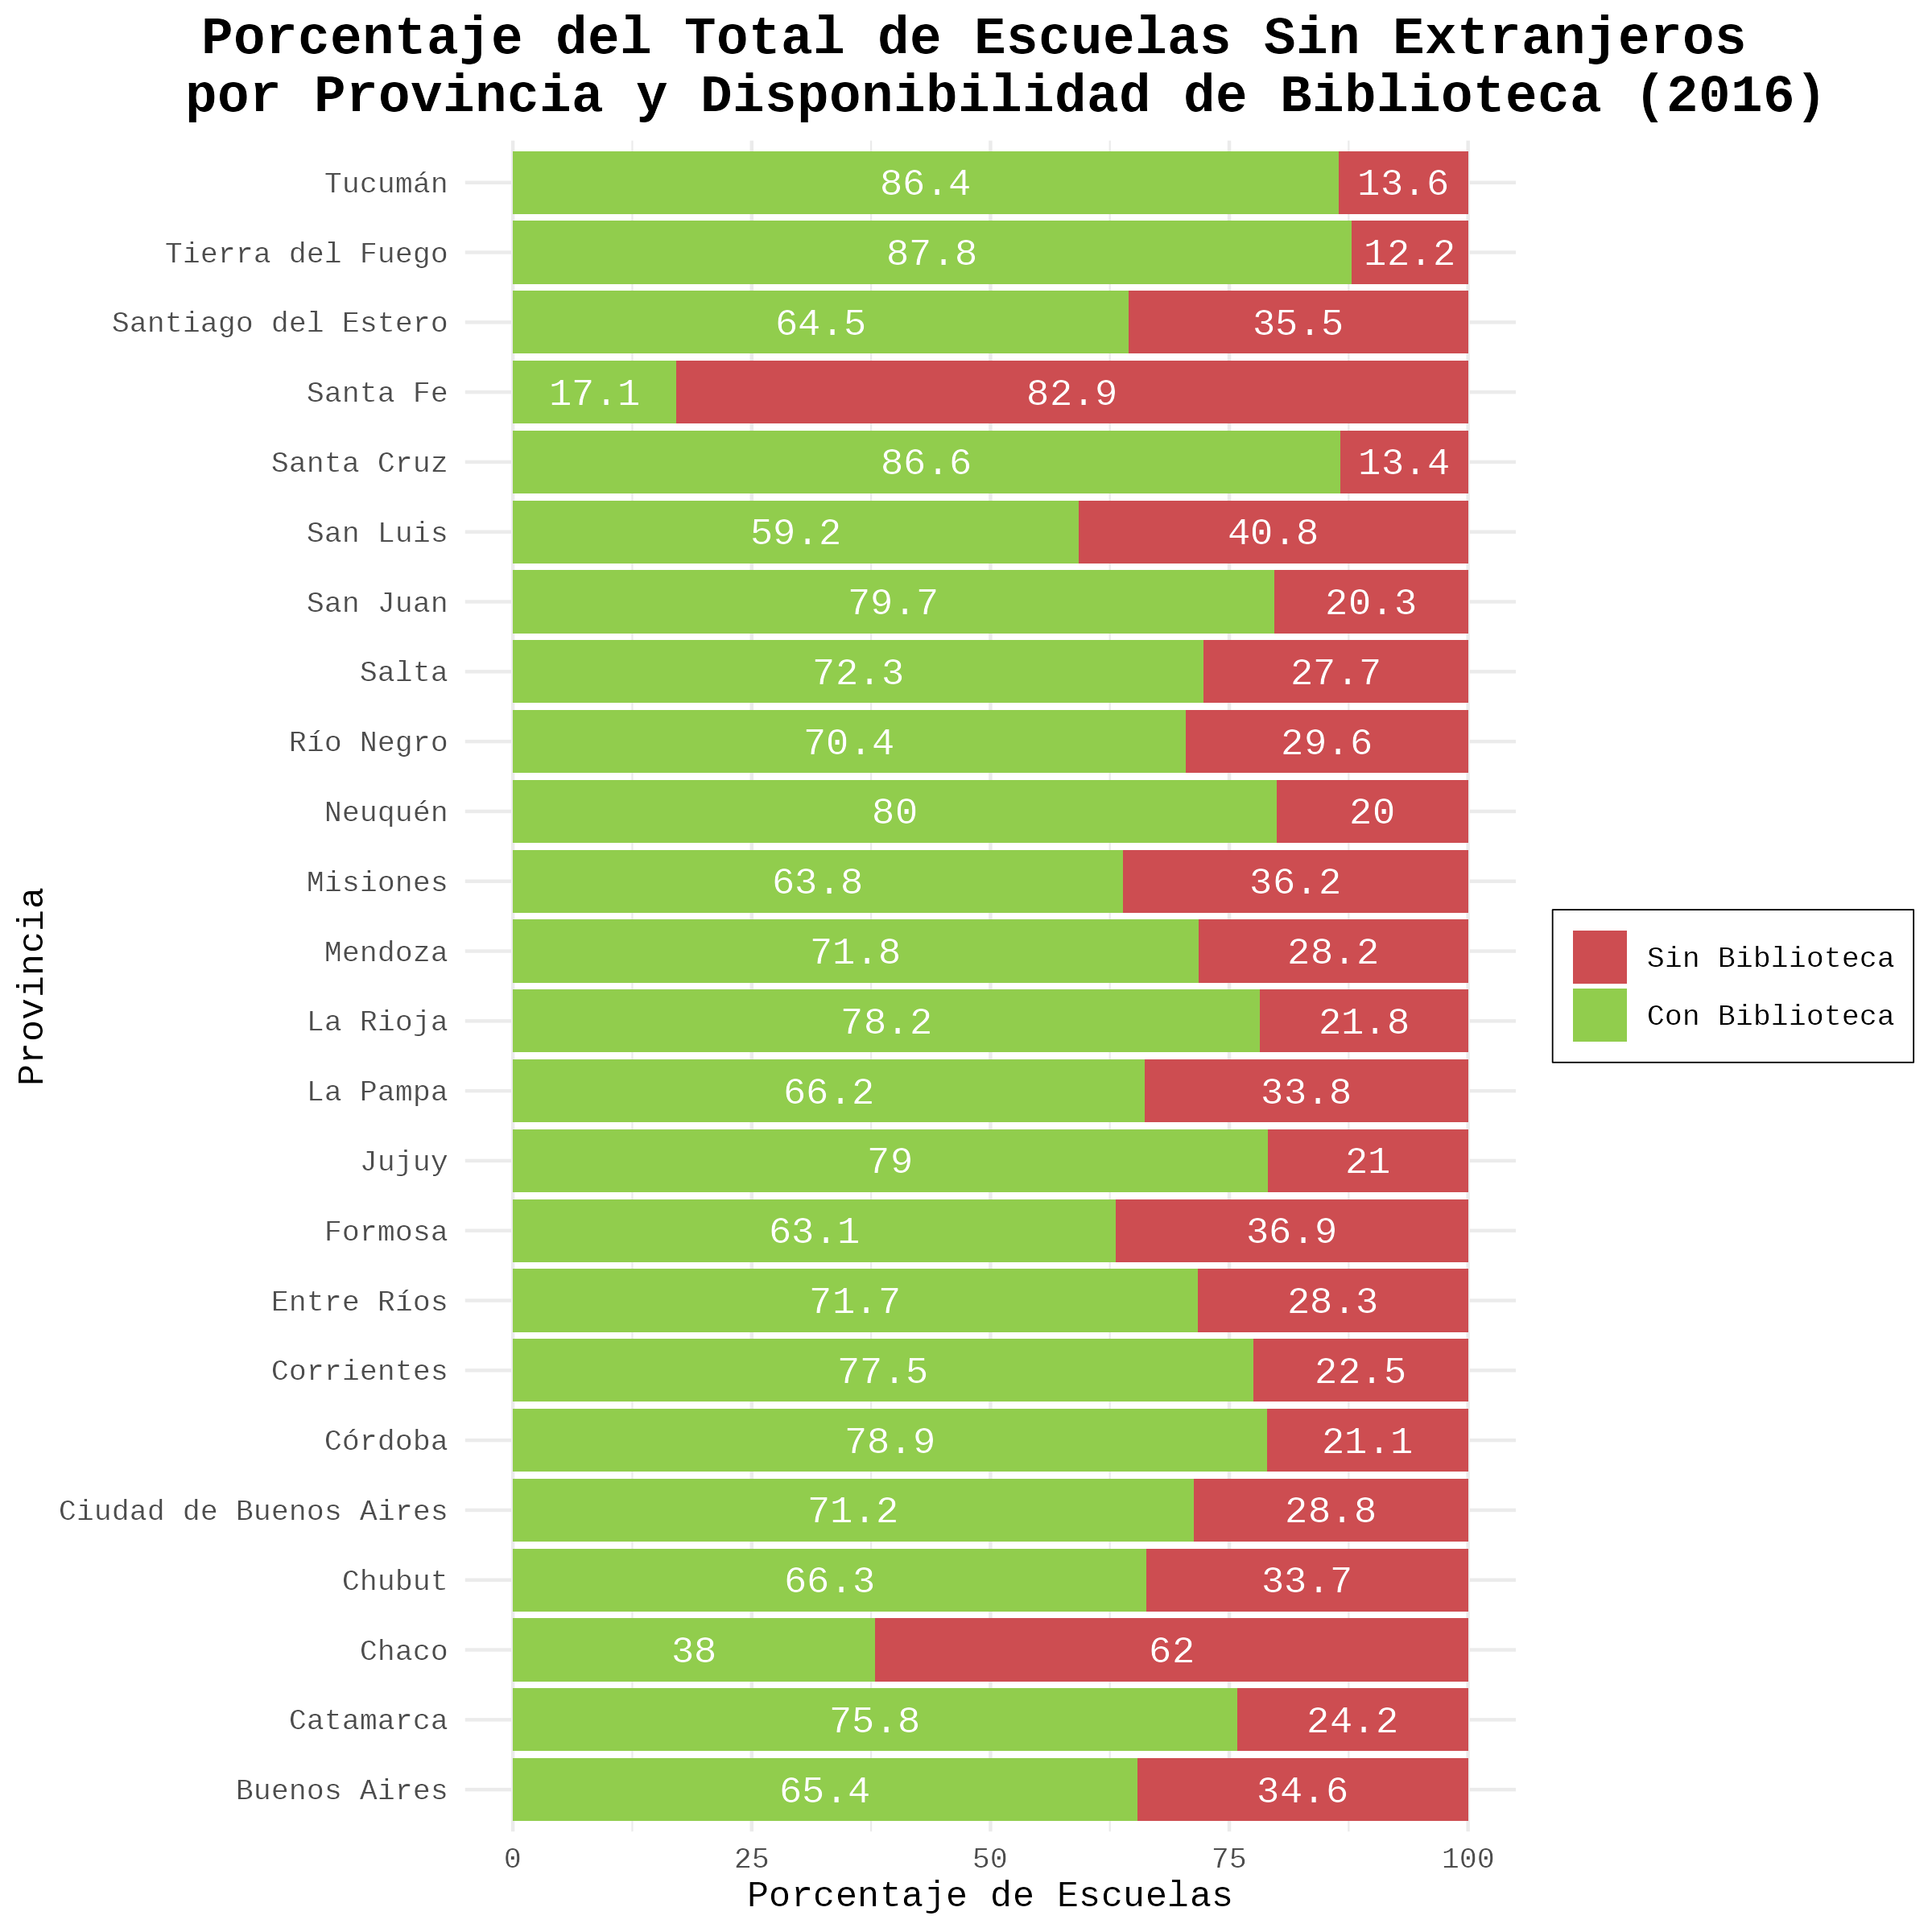 Porcentaje del Total de Escuelas Sin Extranjeros
por Provincia y Disponibilidad de Biblioteca (2016)
Provincia
Tucumán 86.4 13.6
Tierra del Fuego 87.8 12.2
Santiago del Estero 64.5 35.5
Santa Fe 17.1 82.9
Santa Cruz 86.6 13.4
San Luis 59.2 40.8
San Juan 79.7 20.3
Salta 72.3 27.7
Río Negro 70.4 29.6
Neuquén 80 20
Misiones 63.8 36.2
Mendoza 71.8 28.2
La Rioja 78.2 21.8
La Pampa 66.2 33.8
Jujuy 79 21
Formosa 63.1 36.9
Entre Ríos 71.7 28.3
Corrientes 77.5 22.5
Córdoba 78.9 21.1
Ciudad de Buenos Aires 71.2 28.8
Chubut 66.3 33.7
Chaco 38 62
Catamarca 75.8 24.2
Buenos Aires 65.4 34.6
0 25 50 75 100
Porcentaje de Escuelas
Sin Biblioteca
Con Biblioteca